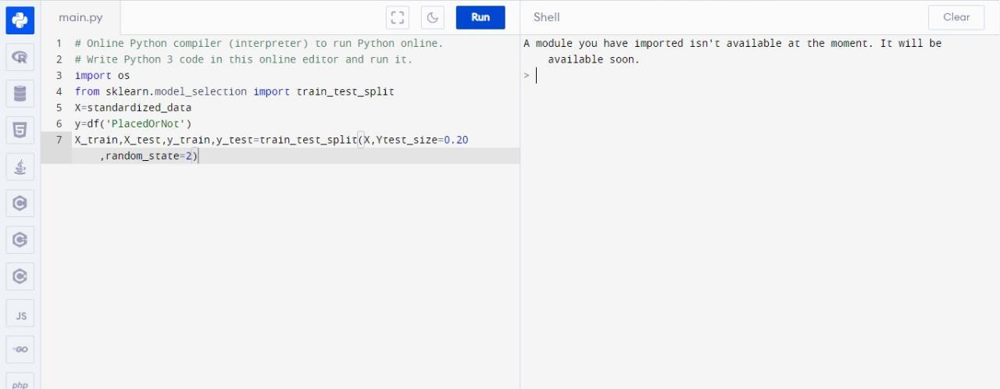 main.py
Run
Shell
Clear
1 # Online Python compiler (interpreter) to run Python online.
2 # Write Python 3 code in this online editor and run it.
3 import os
4 from sklearn.model_selection import train_test_split
5 X=standardized_data
6 y=df('PlacedOrNot')
7 X_train,X_test,y_train,y_test=train_test_split(X,Ytest_size=0.20
,random_state=2)
A module you have imported isn't available at the moment. It will be
available soon.
>
R
5
JS
GO
php